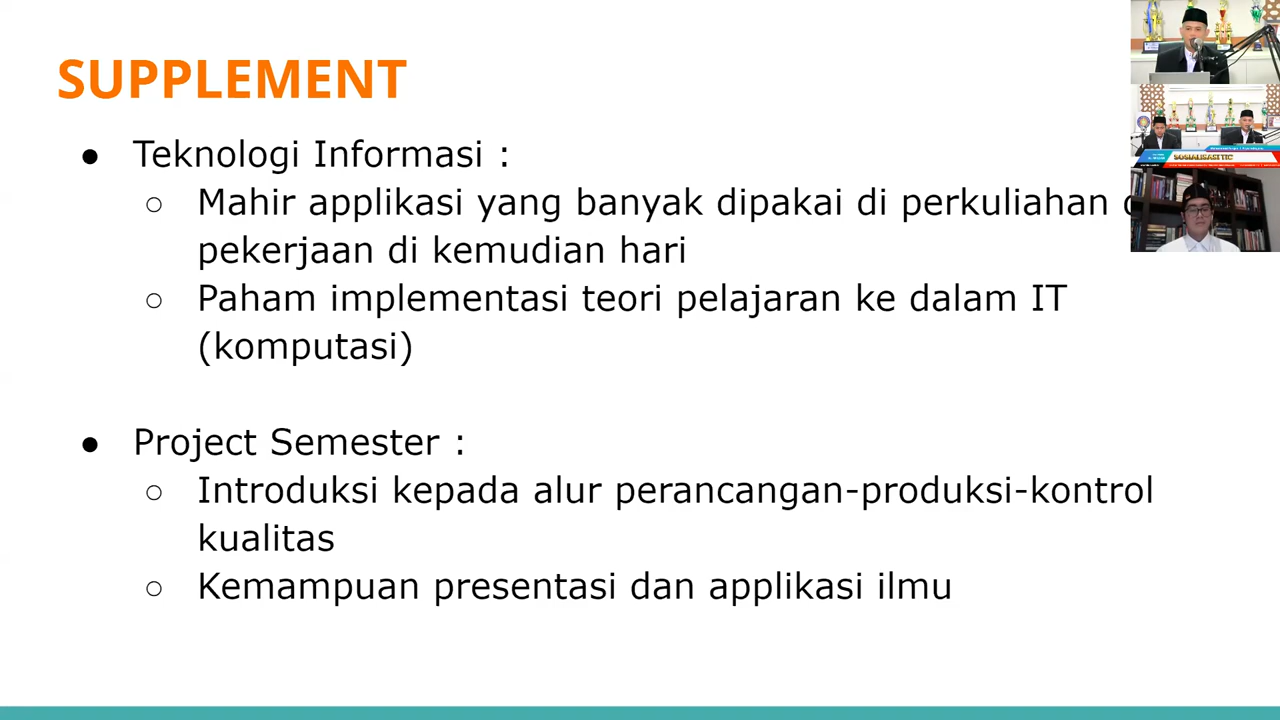 SUPPLEMENT
● Teknologi Informasi :
○ Mahir applikasi yang banyak dipakai di perkuliahan
pekerjaan di kemudian hari
○ Paham implementasi teori pelajaran ke dalam IT
(komputasi)
● Project Semester :
○ Introduksi kepada alur perancangan-produksi-kontrol
kualitas
○ Kemampuan presentasi dan applikasi ilmu
SOSIALISASI TIC